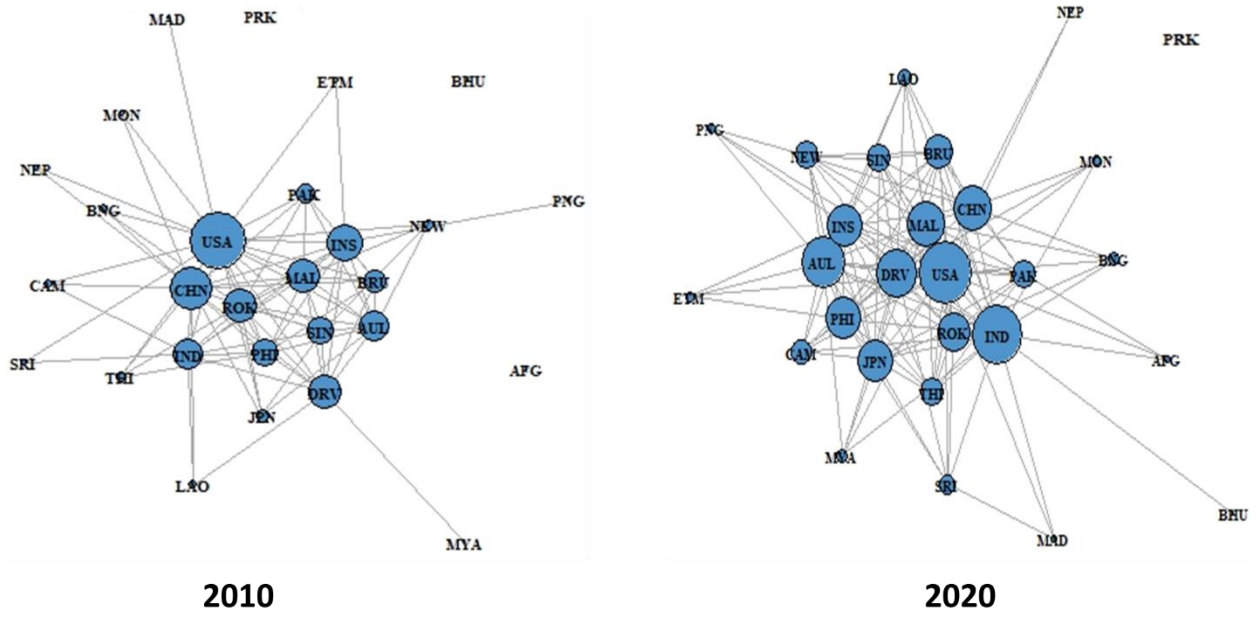 MAD
PRK
ETM
BHU
MON
NEP
BNG
PAK
PNG
NEW
USA
INS
MAL
BRU
CAM
CHN
ROK
SIN
AUL
IND
PHI
SRI
THI
AFG
DRV
JPN
LAO
MYA
2010
NEP
PRK
LAO
PNG
NEW
SIN
BRU
MON
CHN
INS
MAL
AUL
DRV
USA
PAK
BNG
ETM
PHI
ROK
IND
CAM
JPN
AFG
THI
MYA
SRI
BHU
MAD
2020